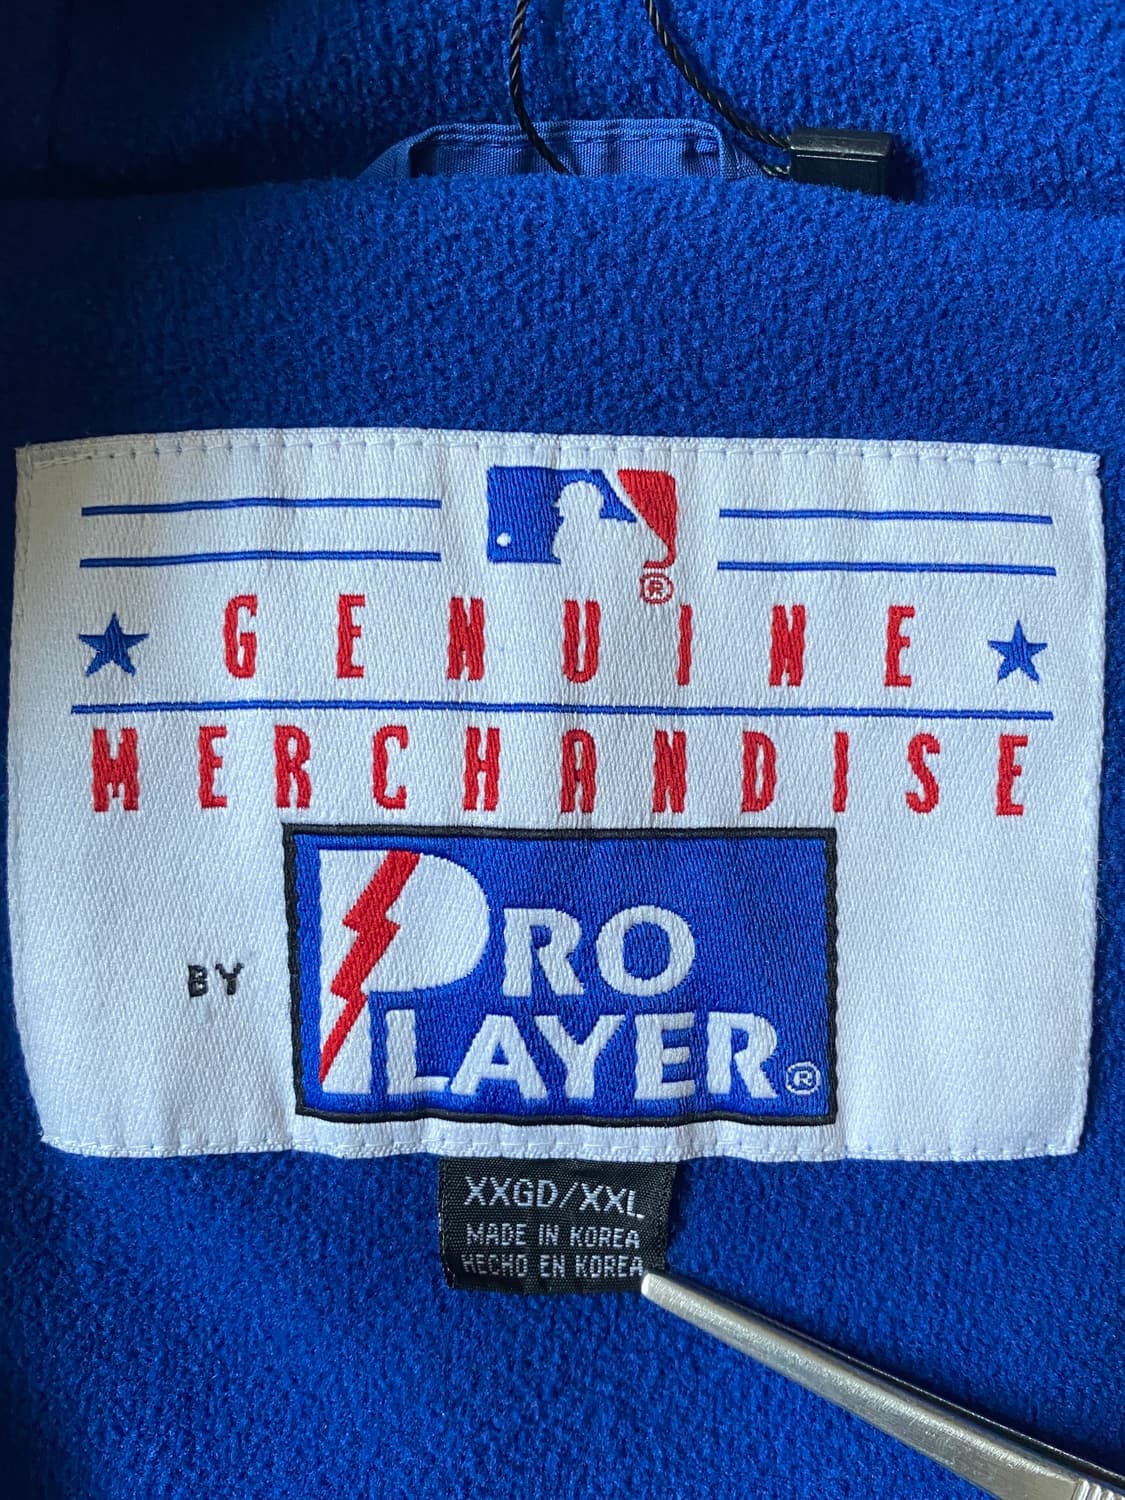 ®
GENUINE
MERCHANDISE
BY
PRO
PLAYER®
XXGD/XXL
MADE IN KOREA
HECHO EN KOREA